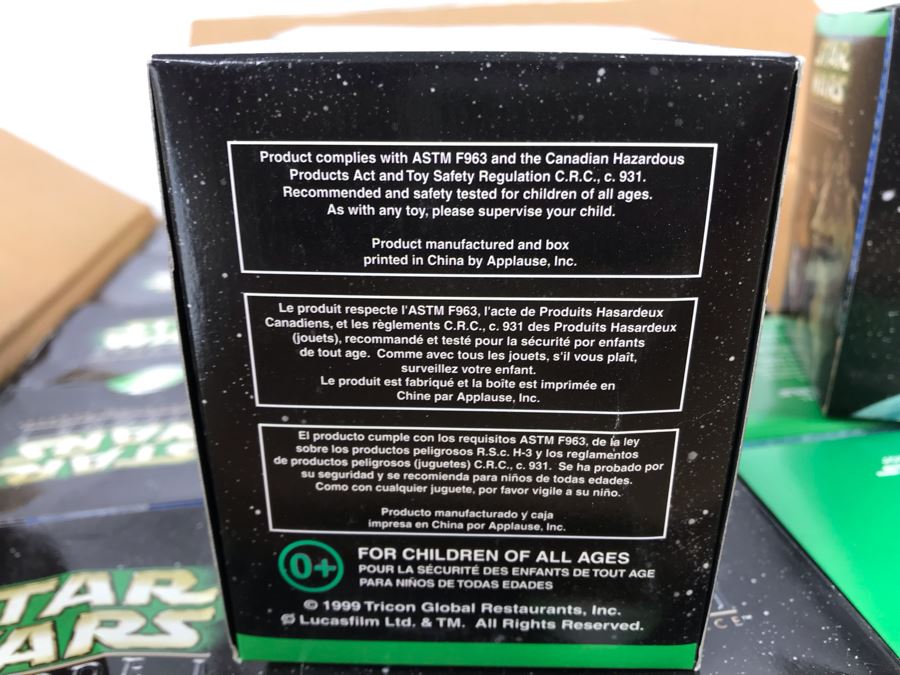 Product complies with ASTM F963 and the Canadian Hazardous
Products Act and Toy Safety Regulation C.R.C., c. 931.
Recommended and safety tested for children of all ages.
As with any toy, please supervise your child.
Product manufactured and box
printed in China by Applause, Inc.
Le produit respecte l'ASTM F963, l'acte de Produits Hasardeux
Canadiens, et les règlements C.R.C., c. 931 des Produits Hasardeux
(jouets), recommandé et testé pour la sécurité por enfants
de tout age. Comme avec tous les jouets, s'il vous plaît,
surveillez votre enfant.
Le produit est fabriqué et la boîte est imprimée en
Chine par Applause, Inc.
El producto cumple con los requisitos ASTM F963, de la ley
sobre los productos peligrosos R.S.c. H-3 y los reglamentos
de productos peligrosos (juguetes) C.R.C., c. 931. Se ha probado por
su seguridad y se recomienda para niños de todas edades.
Como con cualquier juguete, por favor vigile a su niño.
Producto manufacturado y caja
impresa en China por Applause, Inc.
0+ FOR CHILDREN OF ALL AGES
POUR LA SÉCURITÉ DES ENFANTS DE TOUT AGE
PARA NIÑOS DE TODAS EDADES
© 1999 Tricon Global Restaurants, Inc.
Lucasfilm Ltd. & TM. All Rights Reserved.
STAR
WARS
STAR
WARS
TAR
ARS